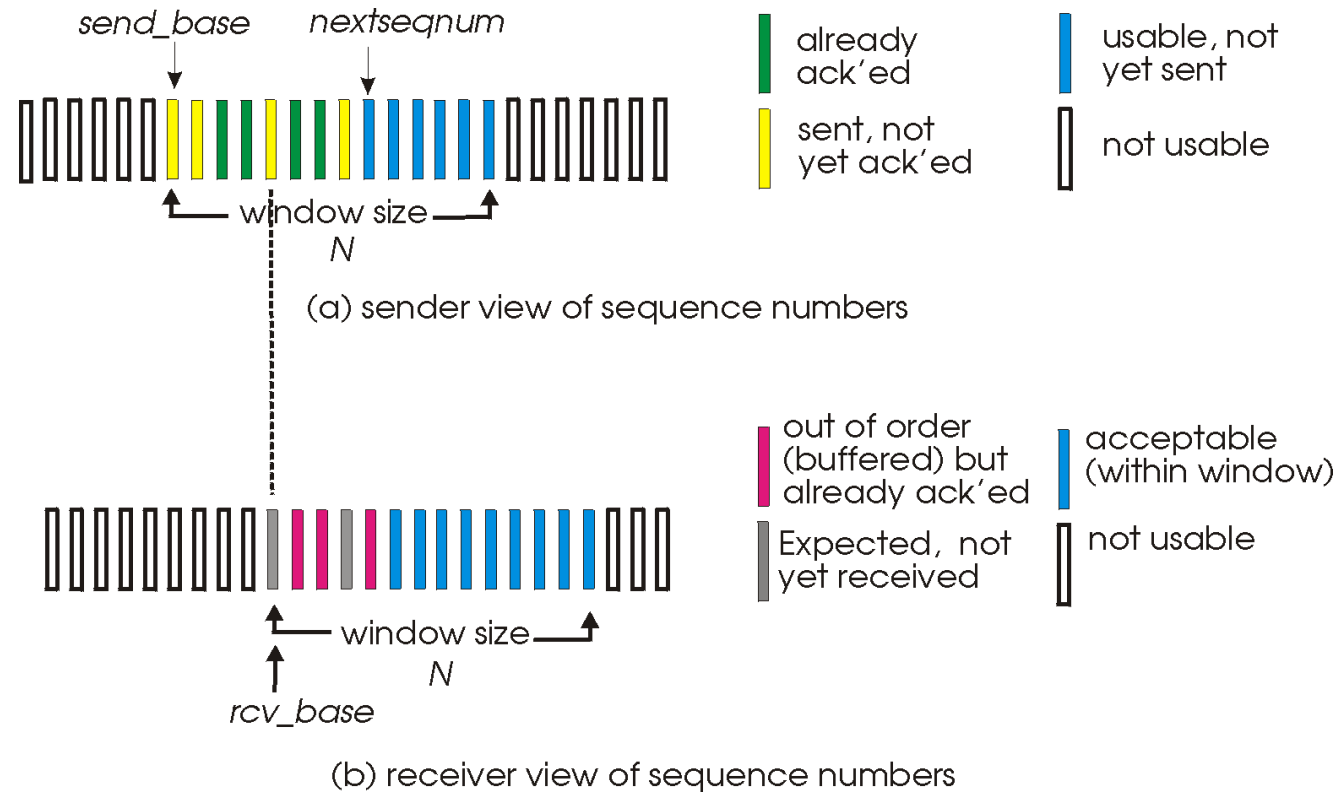 send_base
nextseqnum
already
ack'ed
usable, not
yet sent
sent, not
yet ack'ed
not usable
window size
N
(a) sender view of sequence numbers
out of order
(buffered) but
already ack'ed
acceptable
(within window)
Expected, not
yet received
not usable
window size
N
rcv_base
(b) receiver view of sequence numbers